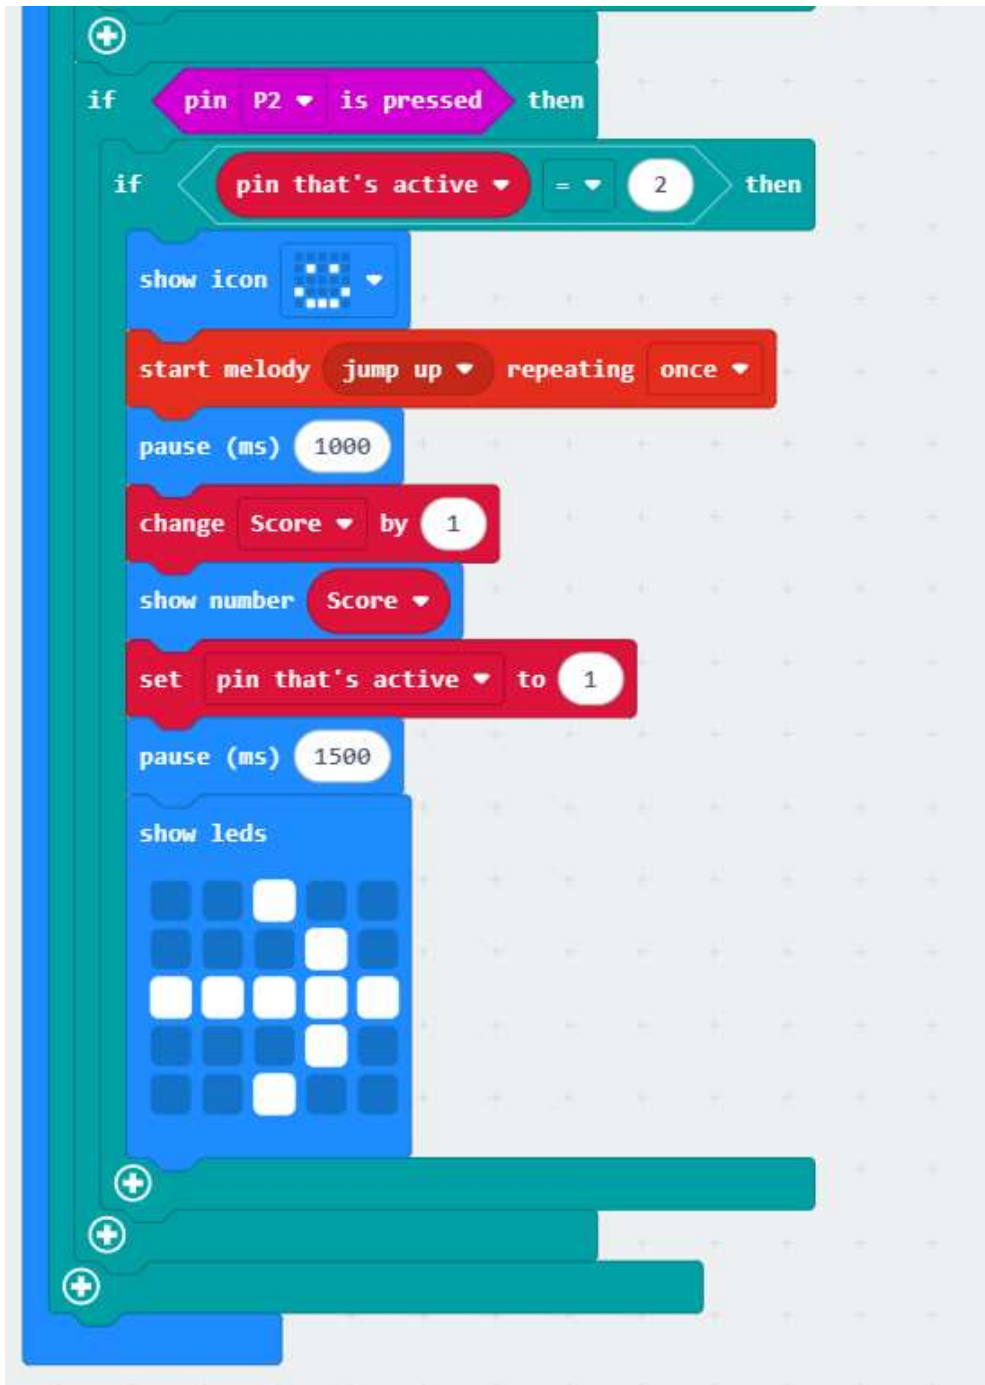 if pin P2 is pressed then
if pin that's active = 2 then
show icon
start melody jump up repeating once
pause (ms) 1000
change Score by 1
show number Score
set pin that's active to 1
pause (ms) 1500
show leds